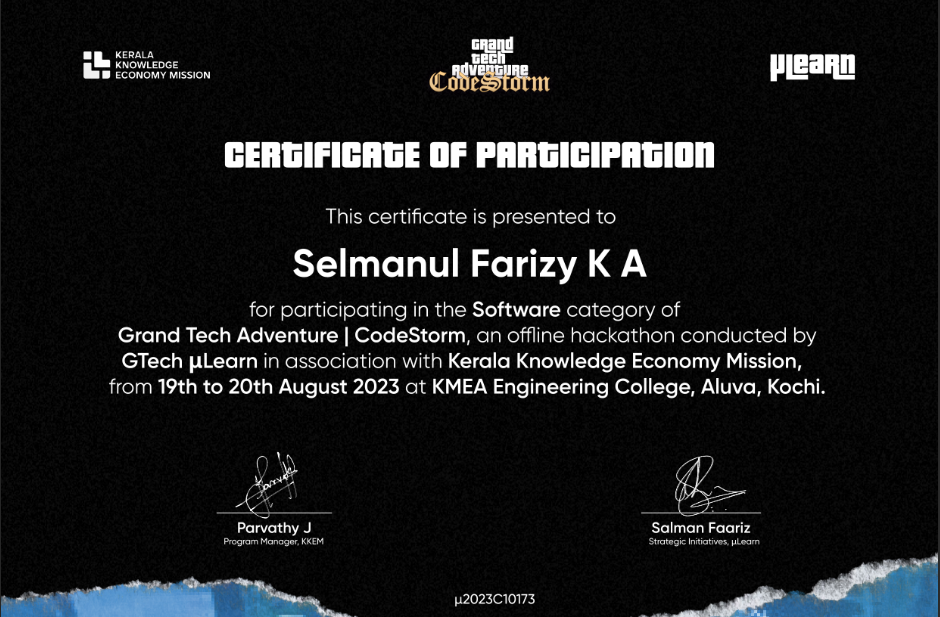 KERALA
KNOWLEDGE
ECONOMY MISSION
GRAND
tECH
ADVENtURE
CodeStorm
µLEARN
CERtIFICAtE OF PARtICIPAtION
This certificate is presented to
Selmanul Farizy K A
for participating in the Software category of
Grand Tech Adventure | CodeStorm, an offline hackathon conducted by
GTech µLearn in association with Kerala Knowledge Economy Mission,
from 19th to 20th August 2023 at KMEA Engineering College, Aluva, Kochi.
Parvathy J
Program Manager, KKEM
Salman Faariz
Strategic Initiatives, µLearn
µ2023C10173